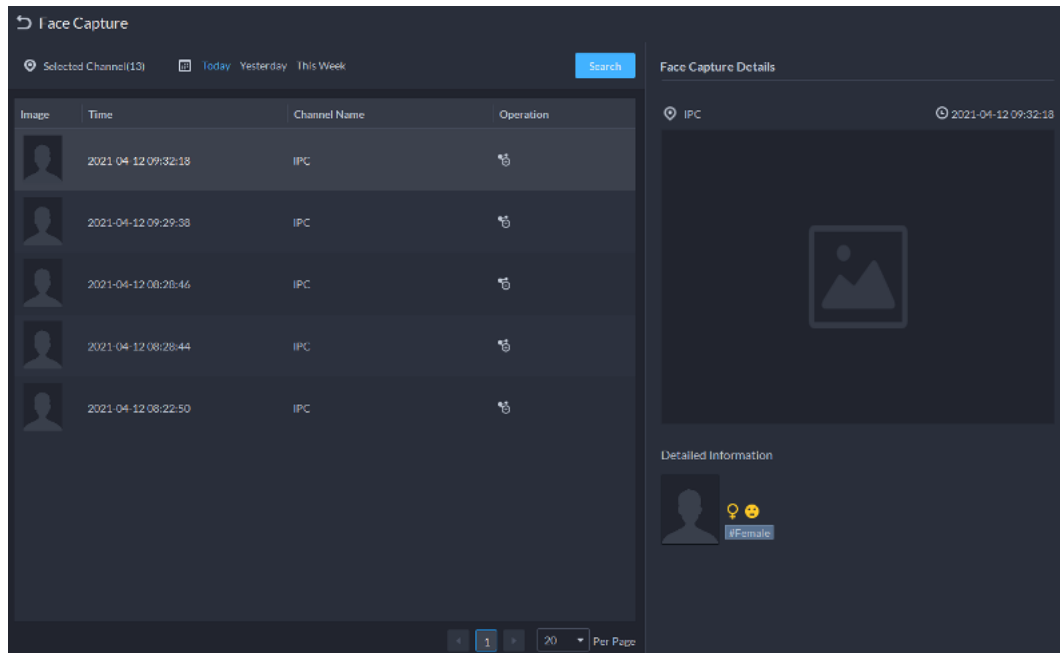 Face Capture
Selected Channel(13) Today Yesterday This Week Search
Image Time Channel Name Operation
2021-04-12 09:32:18 IPC
2021-04-12 09:29:38 IPC
2021-04-12 08:28:46 IPC
2021-04-12 08:28:44 IPC
2021-04-12 08:22:50 IPC
1 20 Per Page
Face Capture Details
IPC 2021-04-12 09:32:18
Detailed Information
#Female